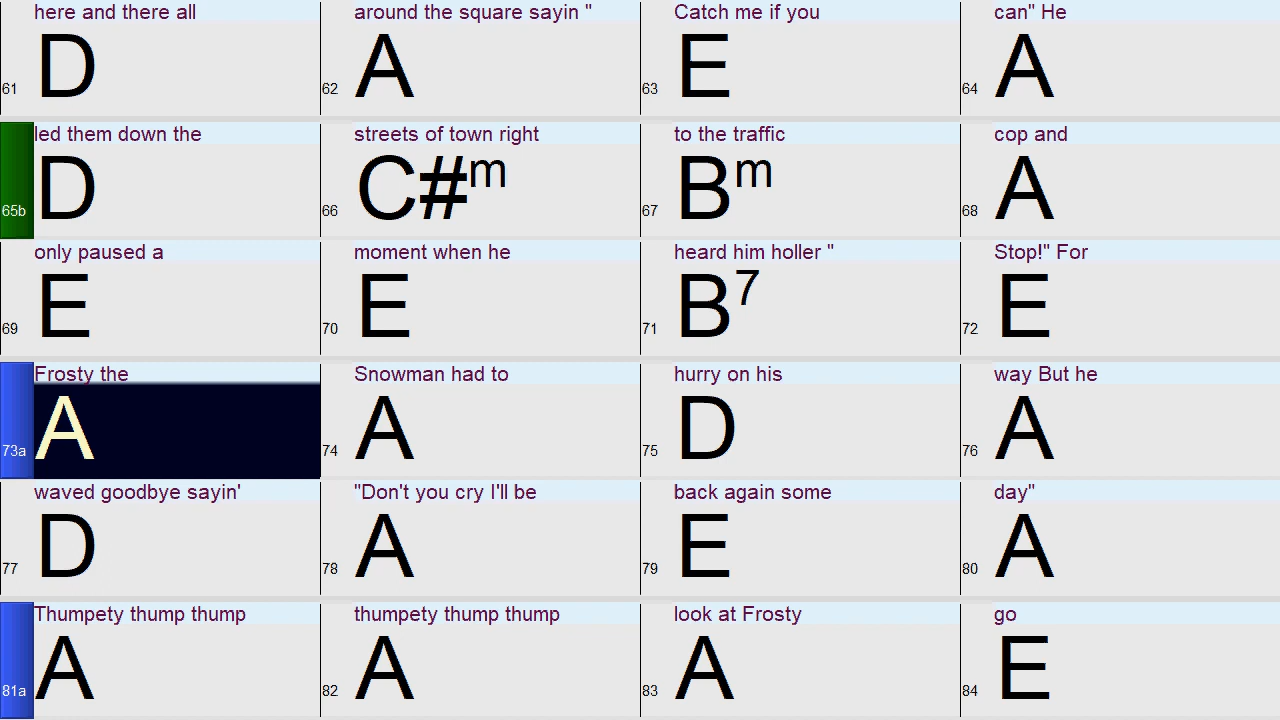 here and there all around the square sayin " Catch me if you can" He
61 D 62 A 63 E 64 A
led them down the streets of town right to the traffic cop and
65b D 66 C#m 67 Bm 68 A
only paused a moment when he heard him holler " Stop!" For
69 E 70 E 71 B7 72 E
Frosty the Snowman had to hurry on his way But he
73a A 74 A 75 D 76 A
waved goodbye sayin' "Don't you cry I'll be back again some day"
77 D 78 A 79 E 80 A
Thumpety thump thump thumpety thump thump look at Frosty go
81a A 82 A 83 A 84 E